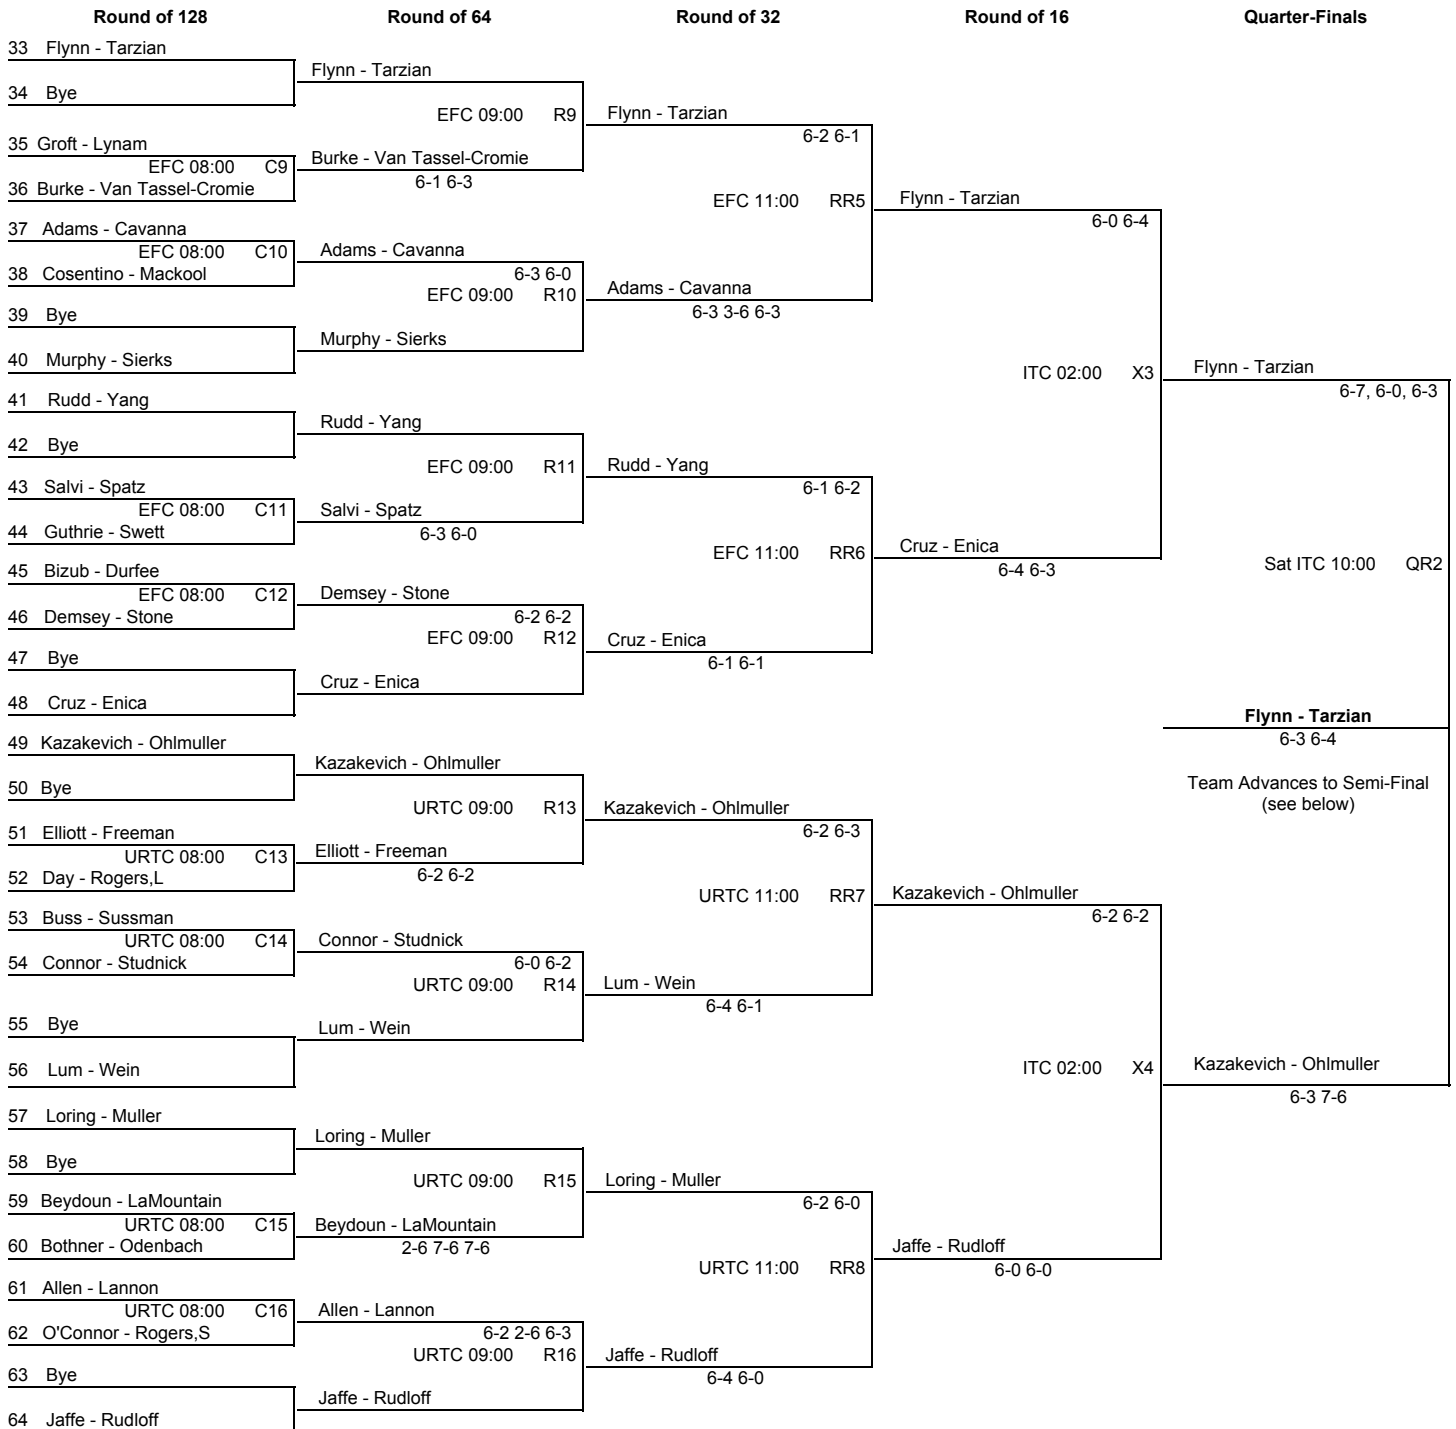 Round of 128 Round of 64 Round of 32 Round of 16 Quarter-Finals
33 Flynn - Tarzian
Flynn - Tarzian
34 Bye
EFC 09:00 R9 Flynn - Tarzian
6-2 6-1
35 Groft - Lynam
EFC 08:00 C9 Burke - Van Tassel-Cromie
36 Burke - Van Tassel-Cromie 6-1 6-3
EFC 11:00 RR5 Flynn - Tarzian
6-0 6-4
37 Adams - Cavanna
EFC 08:00 C10 Adams - Cavanna
38 Cosentino - Mackool 6-3 6-0
EFC 09:00 R10 Adams - Cavanna
6-3 3-6 6-3
39 Bye
Murphy - Sierks
40 Murphy - Sierks
ITC 02:00 X3 Flynn - Tarzian
6-7, 6-0, 6-3
41 Rudd - Yang
Rudd - Yang
42 Bye
EFC 09:00 R11 Rudd - Yang
6-1 6-2
43 Salvi - Spatz
EFC 08:00 C11 Salvi - Spatz
44 Guthrie - Swett 6-3 6-0
EFC 11:00 RR6 Cruz - Enica
6-4 6-3
Sat ITC 10:00 QR2
45 Bizub - Durfee
EFC 08:00 C12 Demsey - Stone
46 Demsey - Stone 6-2 6-2
EFC 09:00 R12 Cruz - Enica
6-1 6-1
47 Bye
Cruz - Enica
48 Cruz - Enica
Flynn - Tarzian
6-3 6-4
49 Kazakevich - Ohlmuller
Kazakevich - Ohlmuller
50 Bye
Team Advances to Semi-Final
(see below)
URTC 09:00 R13 Kazakevich - Ohlmuller
6-2 6-3
51 Elliott - Freeman
URTC 08:00 C13 Elliott - Freeman
52 Day - Rogers,L 6-2 6-2
URTC 11:00 RR7 Kazakevich - Ohlmuller
6-2 6-2
53 Buss - Sussman
URTC 08:00 C14 Connor - Studnick
54 Connor - Studnick 6-0 6-2
URTC 09:00 R14 Lum - Wein
6-4 6-1
55 Bye
Lum - Wein
56 Lum - Wein
ITC 02:00 X4 Kazakevich - Ohlmuller
6-3 7-6
57 Loring - Muller
Loring - Muller
58 Bye
URTC 09:00 R15 Loring - Muller
6-2 6-0
59 Beydoun - LaMountain
URTC 08:00 C15 Beydoun - LaMountain
60 Bothner - Odenbach 2-6 7-6 7-6
URTC 11:00 RR8 Jaffe - Rudloff
6-0 6-0
61 Allen - Lannon
URTC 08:00 C16 Allen - Lannon
62 O'Connor - Rogers,S 6-2 2-6 6-3
URTC 09:00 R16 Jaffe - Rudloff
6-4 6-0
63 Bye
Jaffe - Rudloff
64 Jaffe - Rudloff